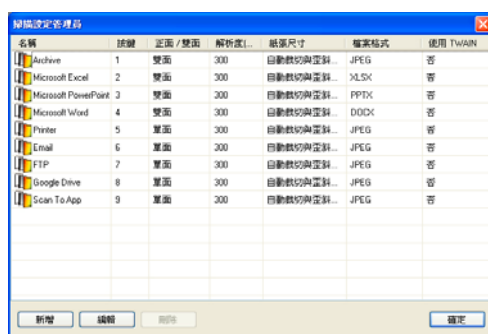 掃描設定管理員
名稱 按鍵 正面 / 雙面 解析度(... 紙張尺寸 檔案格式 使用 TWAIN
Archive 1 雙面 300 自動裁切與歪斜... JPEG 否
Microsoft Excel 2 雙面 300 自動裁切與歪斜... XLSX 否
Microsoft PowerPoint 3 雙面 300 自動裁切與歪斜... PPTX 否
Microsoft Word 4 雙面 300 自動裁切與歪斜... DOCX 否
Printer 5 單面 300 自動裁切與歪斜... JPEG 否
Email 6 單面 300 自動裁切與歪斜... JPEG 否
FTP 7 單面 300 自動裁切與歪斜... JPEG 否
Google Drive 8 單面 300 自動裁切與歪斜... JPEG 否
Scan To App 9 單面 300 自動裁切與歪斜... JPEG 否
新增 編輯 刪除 確定